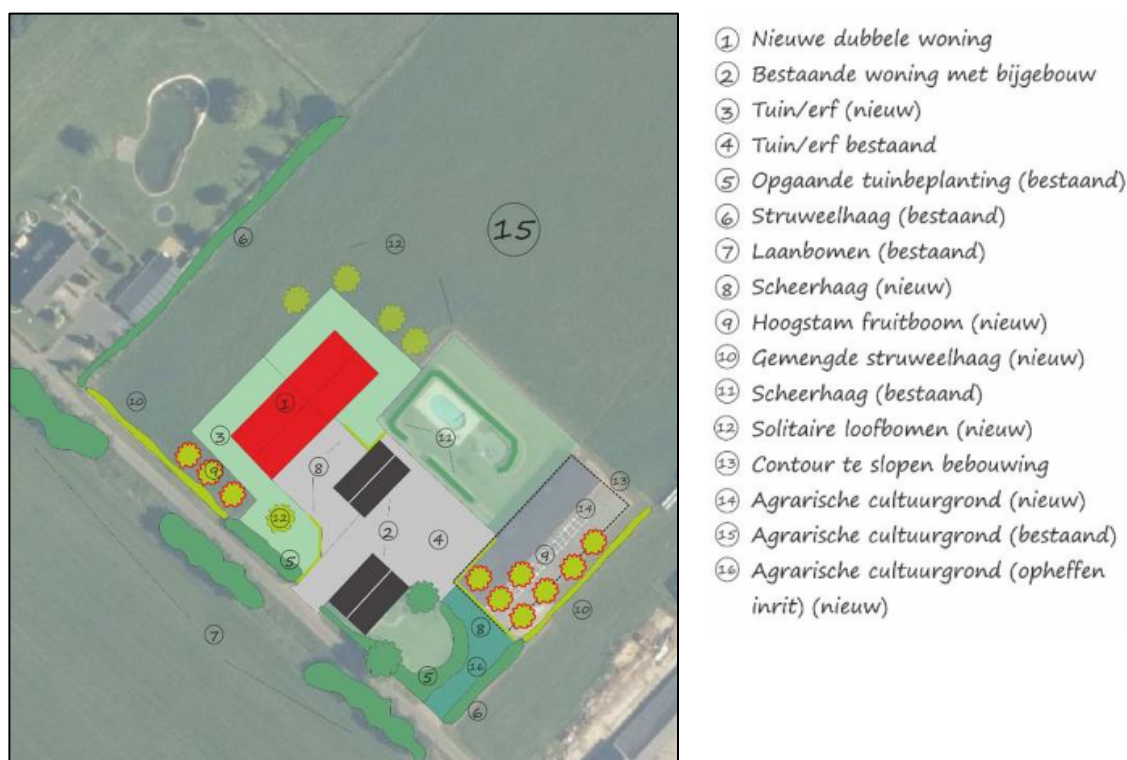 6
12
15
10
1
3
11
8
9
13
14
12
2
4
9
5
10
8
7
16
5
6
1 Nieuwe dubbele woning
2 Bestaande woning met bijgebouw
3 Tuin/erf (nieuw)
4 Tuin/erf bestaand
5 Opgaande tuinbeplanting (bestaand)
6 Struweelhaag (bestaand)
7 Laanbomen (bestaand)
8 Scheerhaag (nieuw)
9 Hoogstam fruitboom (nieuw)
10 Gemengde struweelhaag (nieuw)
11 Scheerhaag (bestaand)
12 Solitaire loofbomen (nieuw)
13 Contour te slopen bebouwing
14 Agrarische cultuurgrond (nieuw)
15 Agrarische cultuurgrond (bestaand)
16 Agrarische cultuurgrond (opheffen
inrit) (nieuw)